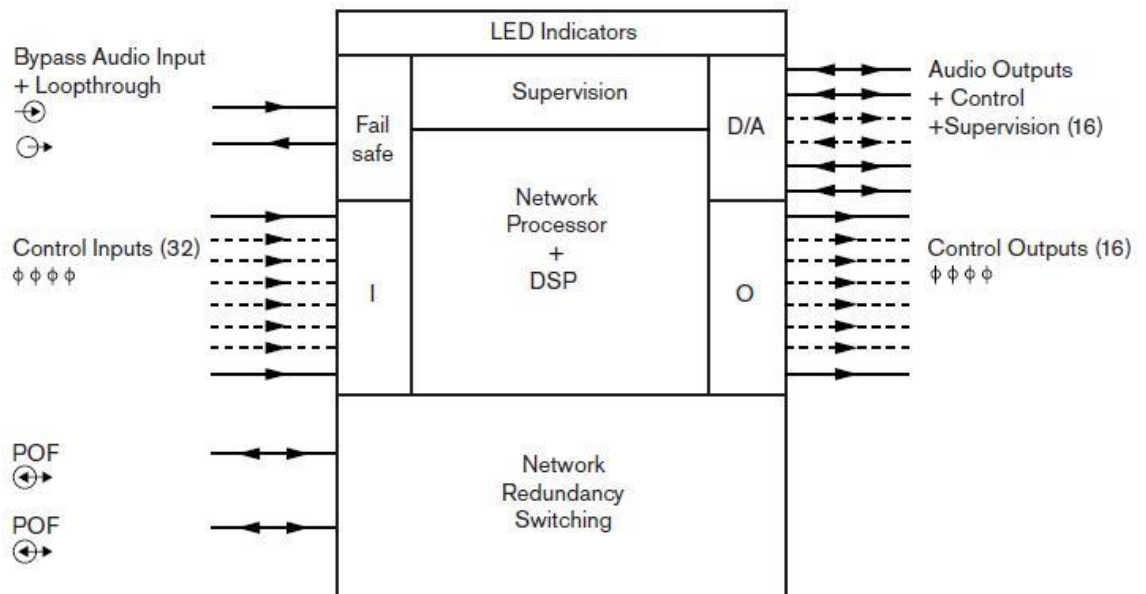 LED Indicators
Bypass Audio Input
+ Loopthrough
Fail
safe
Supervision
D/A
Audio Outputs
+ Control
+Supervision (16)
Network
Processor
+
DSP
Control Inputs (32)
I
O
Control Outputs (16)
POF
POF
Network
Redundancy
Switching